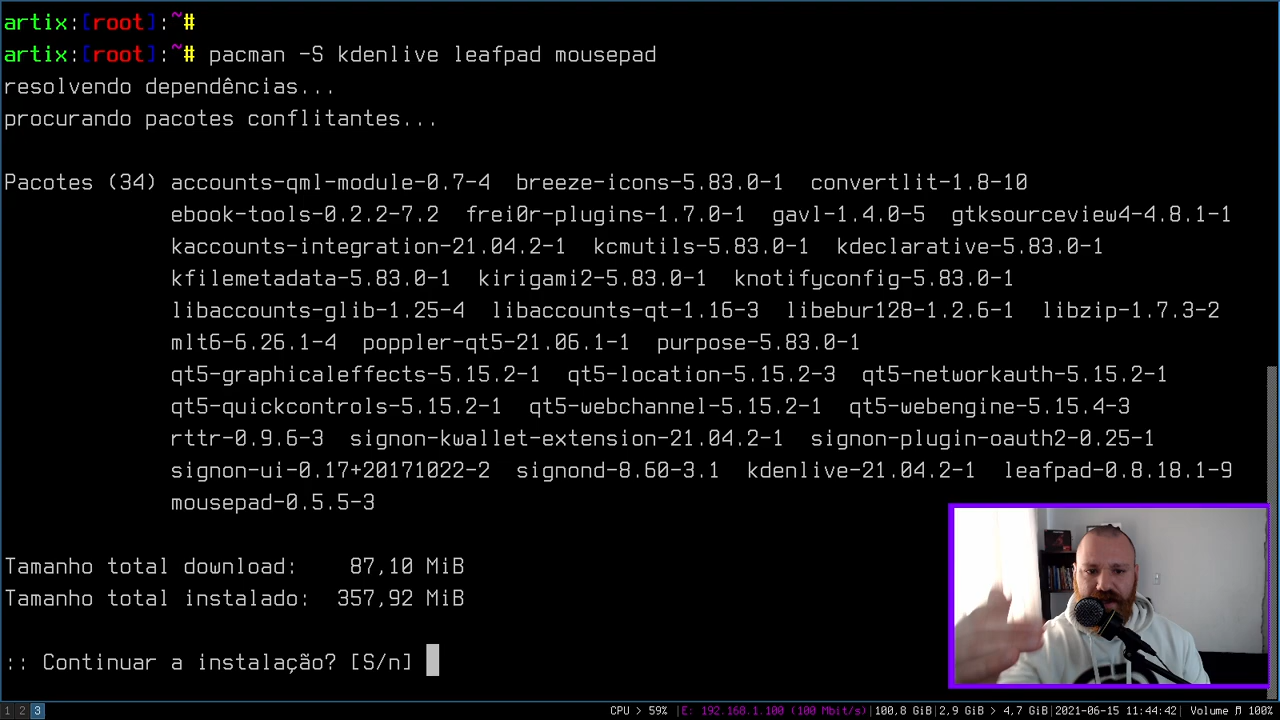 artix:[root]:~#
artix:[root]:~# pacman -S kdenlive leafpad mousepad
resolvendo dependências...
procurando pacotes conflitantes...
Pacotes (34) accounts-qml-module-0.7-4 breeze-icons-5.83.0-1 convertlit-1.8-10
ebook-tools-0.2.2-7.2 frei0r-plugins-1.7.0-1 gavl-1.4.0-5 gtksourceview4-4.8.1-1
kaccounts-integration-21.04.2-1 kcmutils-5.83.0-1 kdeclarative-5.83.0-1
kfilemetadata-5.83.0-1 kirigami2-5.83.0-1 knotifyconfig-5.83.0-1
libaccounts-glib-1.25-4 libaccounts-qt-1.16-3 libebur128-1.2.6-1 libzip-1.7.3-2
mlt6-6.26.1-4 poppler-qt5-21.06.1-1 purpose-5.83.0-1
qt5-graphicaleffects-5.15.2-1 qt5-location-5.15.2-3 qt5-networkauth-5.15.2-1
qt5-quickcontrols-5.15.2-1 qt5-webchannel-5.15.2-1 qt5-webengine-5.15.4-3
rttr-0.9.6-3 signon-kwallet-extension-21.04.2-1 signon-plugin-oauth2-0.25-1
signon-ui-0.17+20171022-2 signond-8.60-3.1 kdenlive-21.04.2-1 leafpad-0.8.18.1-9
mousepad-0.5.5-3
Tamanho total download: 87,10 MiB
Tamanho total instalado: 357,92 MiB
:: Continuar a instalação? [S/n]
1 2 3 CPU > 59% |E: 192.168.1.100 (100 Mbit/s)|100,8 GiB|2,9 GiB > 4,7 GiB|2021-06-15 11:44:42| Volume ♬ 100%